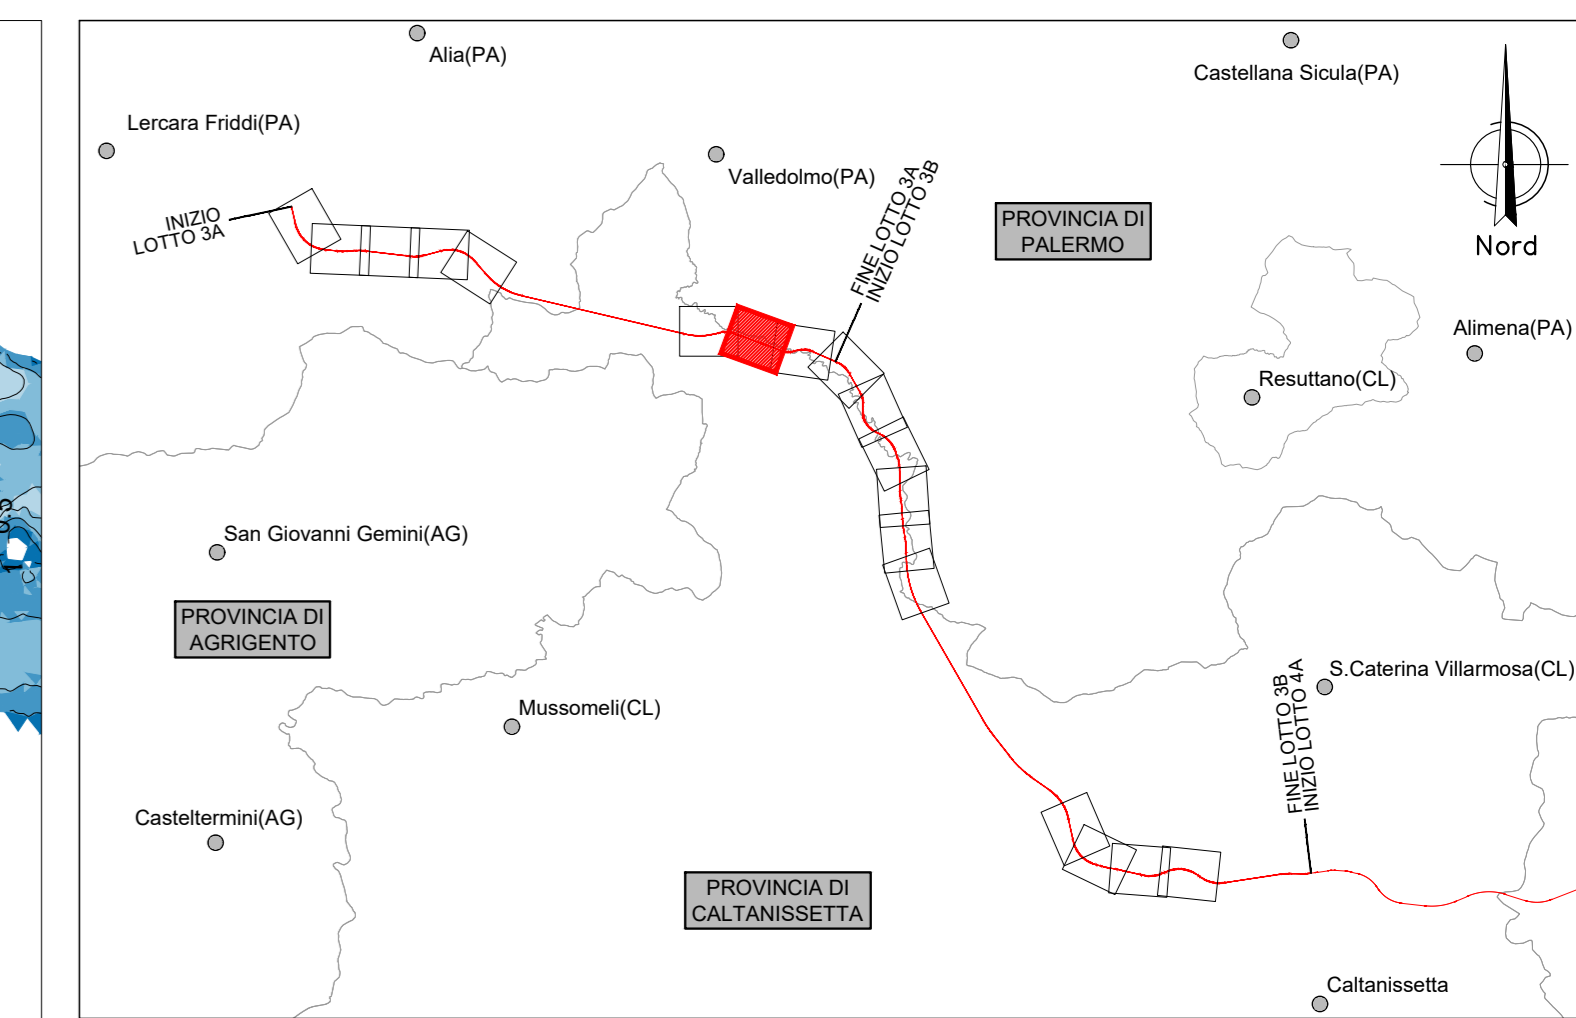 Alia(PA)
Castellana Sicula(PA)
Lercara Friddi(PA)
Valledolmo(PA)
INIZIO
LOTTO 3A
FINE LOTTO 3A
INIZIO LOTTO 3B
PROVINCIA DI
PALERMO
Nord
Alimena(PA)
Resuttano(CL)
San Giovanni Gemini(AG)
PROVINCIA DI
AGRIGENTO
S.Caterina Villarmosa(CL)
Mussomeli(CL)
FINE LOTTO 3B
INIZIO LOTTO 4A
Casteltermini(AG)
PROVINCIA DI
CALTANISSETTA
Caltanissetta